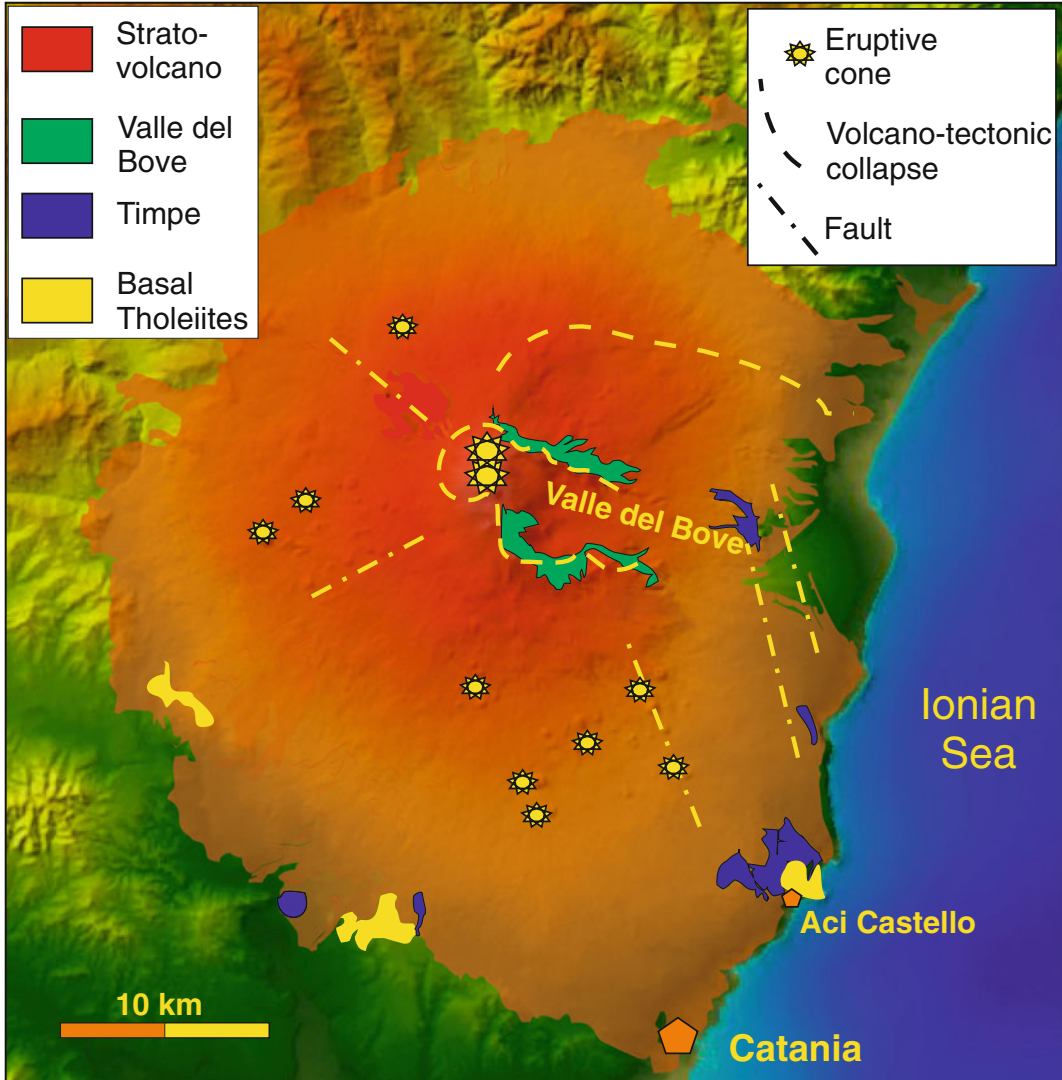 Strato-
volcano
Valle del
Bove
Timpe
Basal
Tholeiites
Eruptive
cone
Volcano-tectonic
collapse
Fault
Valle del Bove
Ionian
Sea
Aci Castello
10 km
Catania